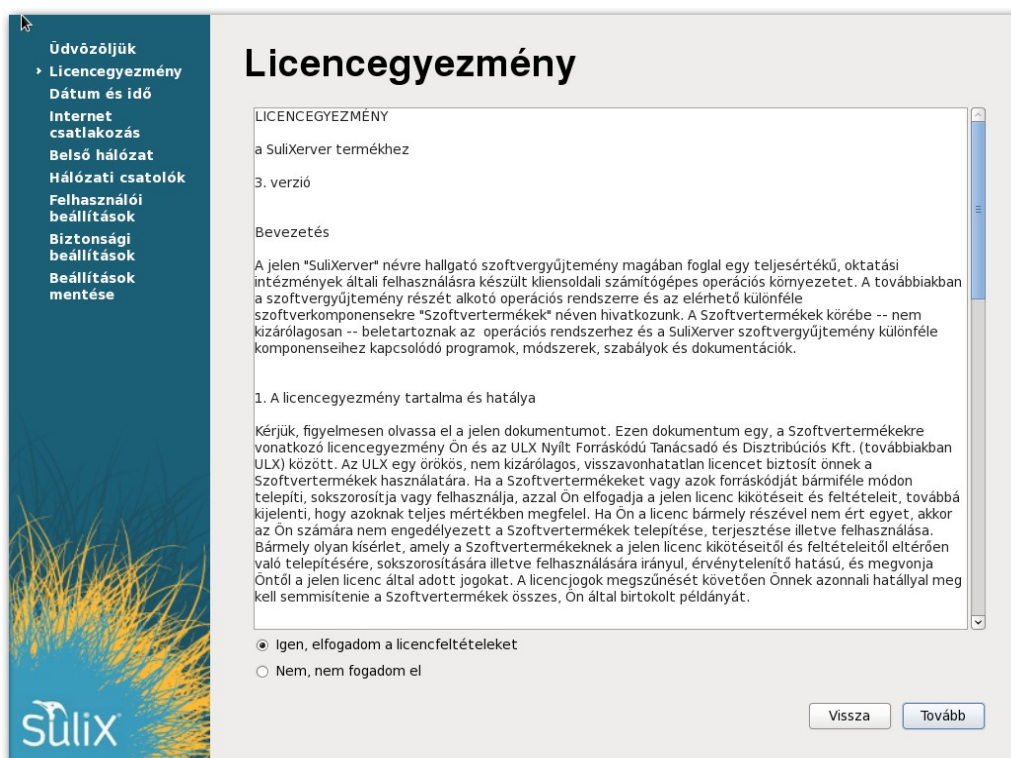 Üdvözöljük
Licencegyezmény
Dátum és idő
Internet
csatlakozás
Belső hálózat
Hálózati csatolók
Felhasználói
beállítások
Biztonsági
beállítások
Beállítások
mentése
sulix
Licencegyezmény
LICENCEGYEZMÉNY
a SuliXerver termékhez
3. verzió
Bevezetés
A jelen "SuliXerver" névre hallgató szoftvergyűjtemény magában foglal egy teljesértékű, oktatási
intézmények általi felhasználásra készült kliensoldali számítógépes operációs környezetet. A továbbiakban
a szoftvergyűjtemény részét alkotó operációs rendszerre és az elérhető különféle
szoftverkomponensekre "Szoftvertermékek" néven hivatkozunk. A Szoftvertermékek körébe -- nem
kizárólagosan -- beletartoznak az  operációs rendszerhez és a SuliXerver szoftvergyűjtemény különféle
komponenseihez kapcsolódó programok, módszerek, szabályok és dokumentációk.
1. A licencegyezmény tartalma és hatálya
Kérjük, figyelmesen olvassa el a jelen dokumentumot. Ezen dokumentum egy, a Szoftvertermékekre
vonatkozó licencegyezmény Ön és az ULX Nyílt Forráskódú Tanácsadó és Disztribúciós Kft. (továbbiakban
ULX) között. Az ULX egy örökös, nem kizárólagos, visszavonhatatlan licencet biztosít önnek a
Szoftvertermékek használatára. Ha a Szoftvertermékeket vagy azok forráskódját bármiféle módon
telepíti, sokszorosítja vagy felhasználja, azzal Ön elfogadja a jelen licenc kikötéseit és feltételeit, továbbá
kijelenti, hogy azoknak teljes mértékben megfelel. Ha Ön a licenc bármely részével nem ért egyet, akkor
az Ön számára nem engedélyezett a Szoftvertermékek telepítése, terjesztése illetve felhasználása.
Bármely olyan kísérlet, amely a Szoftvertermékeknek a jelen licenc kikötéseitől és feltételeitől eltérően
való telepítésére, sokszorosítására illetve felhasználására irányul, érvénytelenítő hatású, és megvonja
Öntől a jelen licenc által adott jogokat. A licencjogok megszűnését követően Önnek azonnali hatállyal meg
kell semmisítenie a Szoftvertermékek összes, Ön által birtokolt példányát.
Igen, elfogadom a licencfeltételeket
Nem, nem fogadom el
Vissza
Tovább